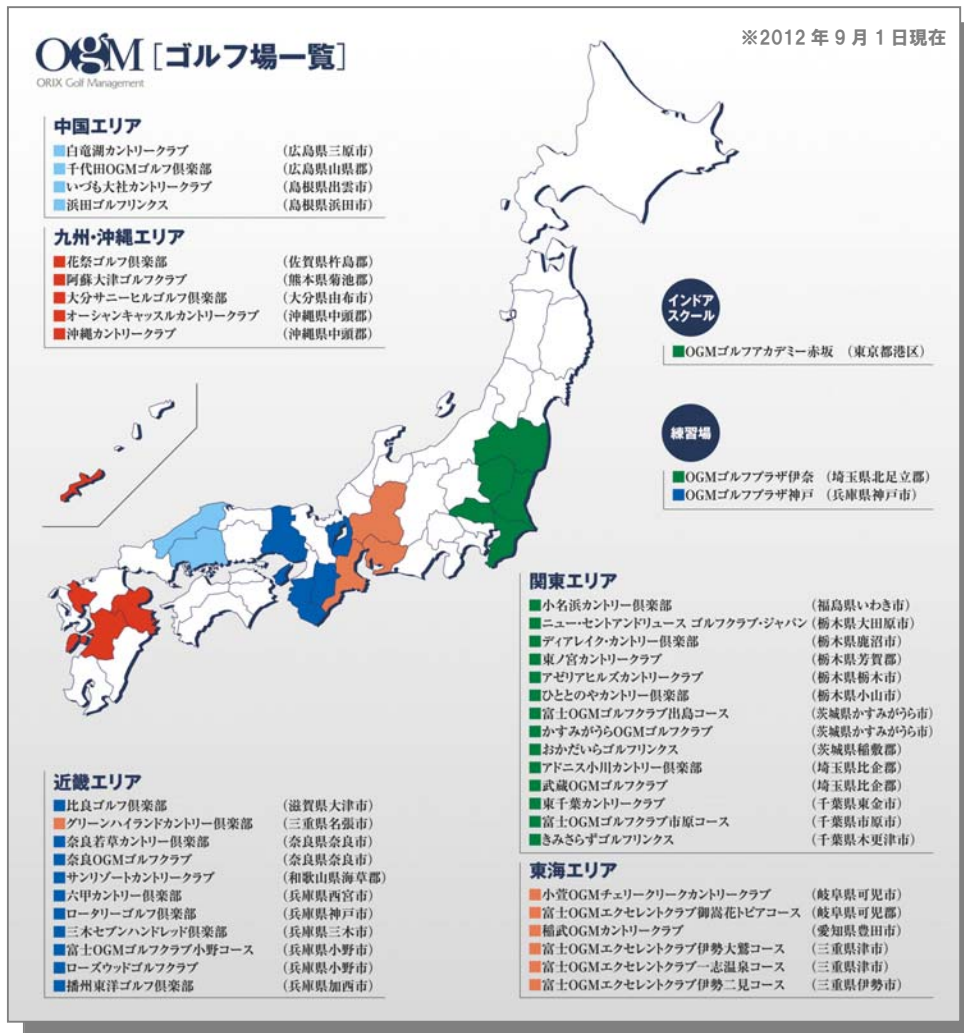 ※2012年9月1日現在
OgM [ゴルフ場一覧]
ORIX Golf Management
中国エリア
■白竜湖カントリークラブ (広島県三原市)
■千代田OGMゴルフ倶楽部 (広島県山県郡)
■いづも大社カントリークラブ (島根県出雲市)
■浜田ゴルフリンクス (島根県浜田市)
九州・沖縄エリア
■花祭ゴルフ倶楽部 (佐賀県杵島郡)
■阿蘇大津ゴルフクラブ (熊本県菊池郡)
■大分サニーヒルゴルフ倶楽部 (大分県由布市)
■オーシャンキャッスルカントリークラブ (沖縄県中頭郡)
■沖縄カントリークラブ (沖縄県中頭郡)
インドア
スクール
■OGMゴルフアカデミー赤坂 (東京都港区)
練習場
■OGMゴルフプラザ伊奈 (埼玉県北足立郡)
■OGMゴルフプラザ神戸 (兵庫県神戸市)
関東エリア
■小名浜カントリー倶楽部 (福島県いわき市)
■ニュー・セントアンドリュース ゴルフクラブ・ジャパン (栃木県大田原市)
■ディアレイク・カントリー倶楽部 (栃木県鹿沼市)
■東ノ宮カントリークラブ (栃木県芳賀郡)
■アゼリアヒルズカントリークラブ (栃木県栃木市)
■ひととのやカントリー倶楽部 (栃木県小山市)
■富士OGMゴルフクラブ出島コース (茨城県かすみがうら市)
■かすみがうらOGMゴルフクラブ (茨城県かすみがうら市)
■おかだいらゴルフリンクス (茨城県稲敷郡)
■アドニス小川カントリー倶楽部 (埼玉県比企郡)
■武蔵OGMゴルフクラブ (埼玉県比企郡)
■東千葉カントリークラブ (千葉県東金市)
■富士OGMゴルフクラブ市原コース (千葉県市原市)
■きみさらずゴルフリンクス (千葉県木更津市)
近畿エリア
■比良ゴルフ倶楽部 (滋賀県大津市)
■グリーンハイランドカントリー倶楽部 (三重県名張市)
■奈良若草カントリー倶楽部 (奈良県奈良市)
■奈良OGMゴルフクラブ (奈良県奈良市)
■サンリゾートカントリークラブ (和歌山県海草郡)
■六甲カントリー倶楽部 (兵庫県西宮市)
■ロータリーゴルフ倶楽部 (兵庫県神戸市)
■三木セブンハンドレッド倶楽部 (兵庫県三木市)
■富士OGMゴルフクラブ小野コース (兵庫県小野市)
■ローズウッドゴルフクラブ (兵庫県小野市)
■播州東洋ゴルフ倶楽部 (兵庫県加西市)
東海エリア
■小萱OGMチェリークリークカントリークラブ (岐阜県可児市)
■富士OGMエクセレントクラブ御嵩花トピアコース (岐阜県可児郡)
■稲武OGMカントリークラブ (愛知県豊田市)
■富士OGMエクセレントクラブ伊勢大鷲コース (三重県津市)
■富士OGMエクセレントクラブ一志温泉コース (三重県津市)
■富士OGMエクセレントクラブ伊勢二見コース (三重県伊勢市)